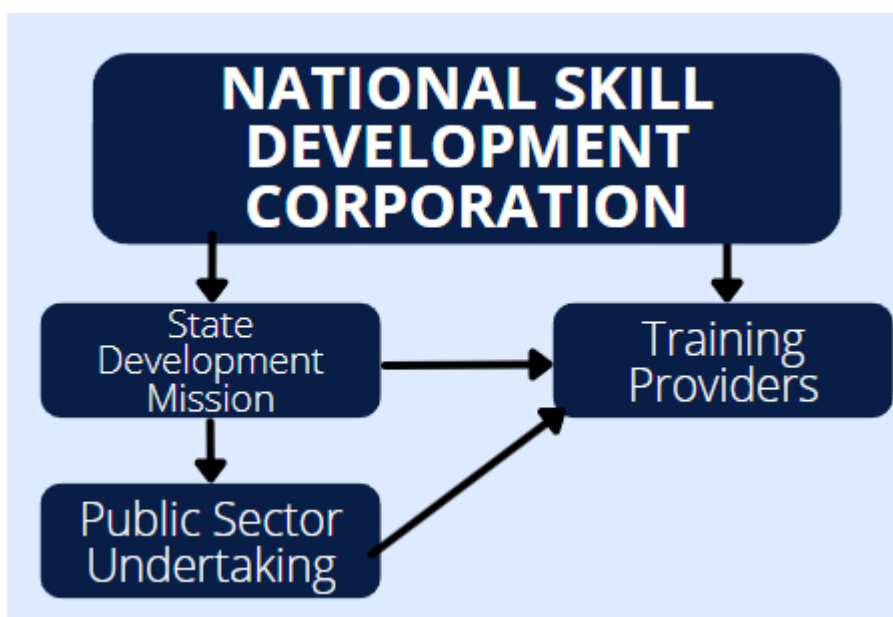 NATIONAL SKILL
DEVELOPMENT
CORPORATION
State
Development
Mission
Training
Providers
Public Sector
Undertaking